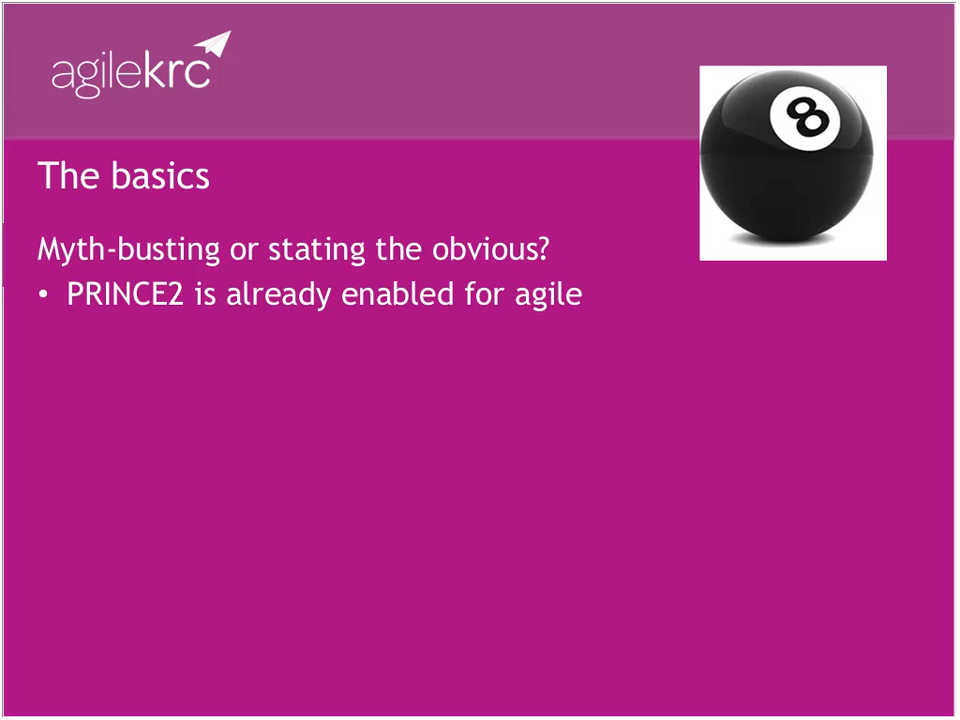 agilekrc
8
The basics
Myth-busting or stating the obvious?
• PRINCE2 is already enabled for agile